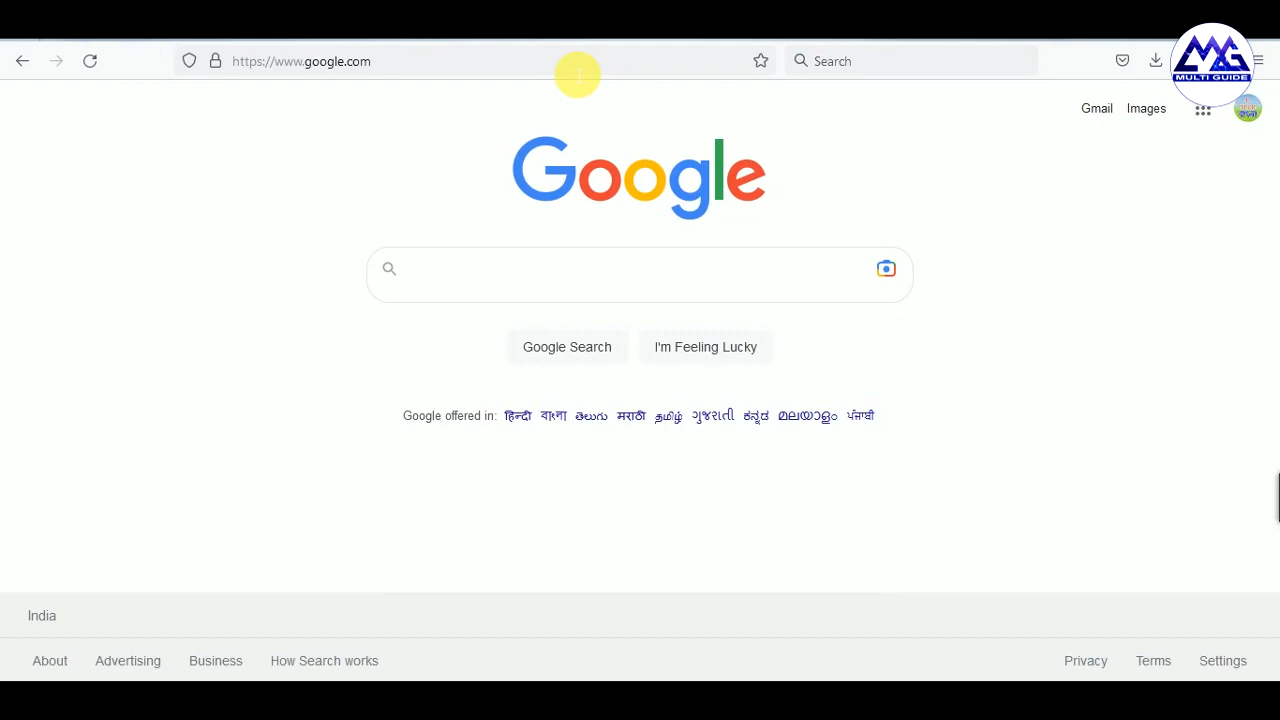 https://www.google.com
Search
MULTI GUIDE
Gmail Images
Google
Google Search I'm Feeling Lucky
Google offered in: हिन्दी বাংলা తెలుగు मराठी தமிழ் ગુજરાતી ಕನ್ನಡ മലയാളം ਪੰਜਾਬੀ
India
About Advertising Business How Search works Privacy Terms Settings